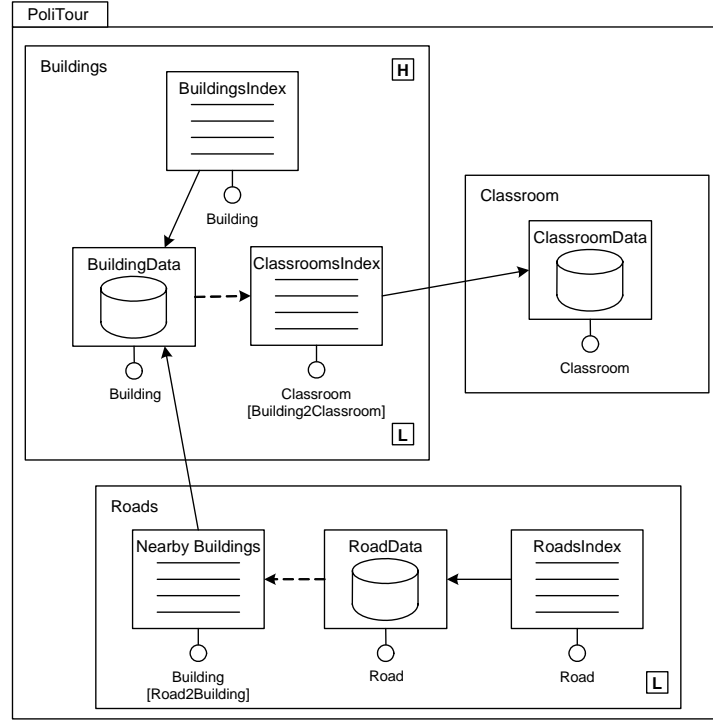 PoliTour
Buildings
H
BuildingsIndex
Building
BuildingData
ClassroomsIndex
Building
Classroom
[Building2Classroom]
L
Classroom
ClassroomData
Classroom
Roads
Nearby Buildings
RoadData
RoadsIndex
Building
[Road2Building]
Road
Road
L